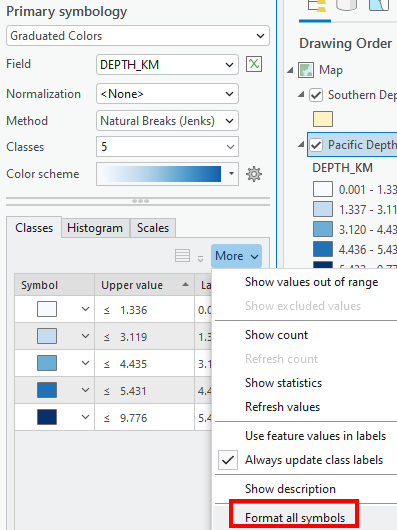 Primary symbology
Graduated Colors
Field DEPTH_KM
Normalization <None>
Method Natural Breaks (Jenks)
Classes 5
Color scheme
Classes Histogram Scales
More
Symbol Upper value La
≤ 1.336 0.0
≤ 3.119 1.3
≤ 4.435 3.1
≤ 5.431 4.4
≤ 9.776 5.4
Show values out of range
Show excluded values
Show count
Refresh count
Show statistics
Refresh values
Use feature values in labels
Always update class labels
Show description
Format all symbols
Drawing Order
Map
Southern Dep
Pacific Depth
DEPTH_KM
0.001 - 1.33
1.337 - 3.11
3.120 - 4.43
4.436 - 5.43